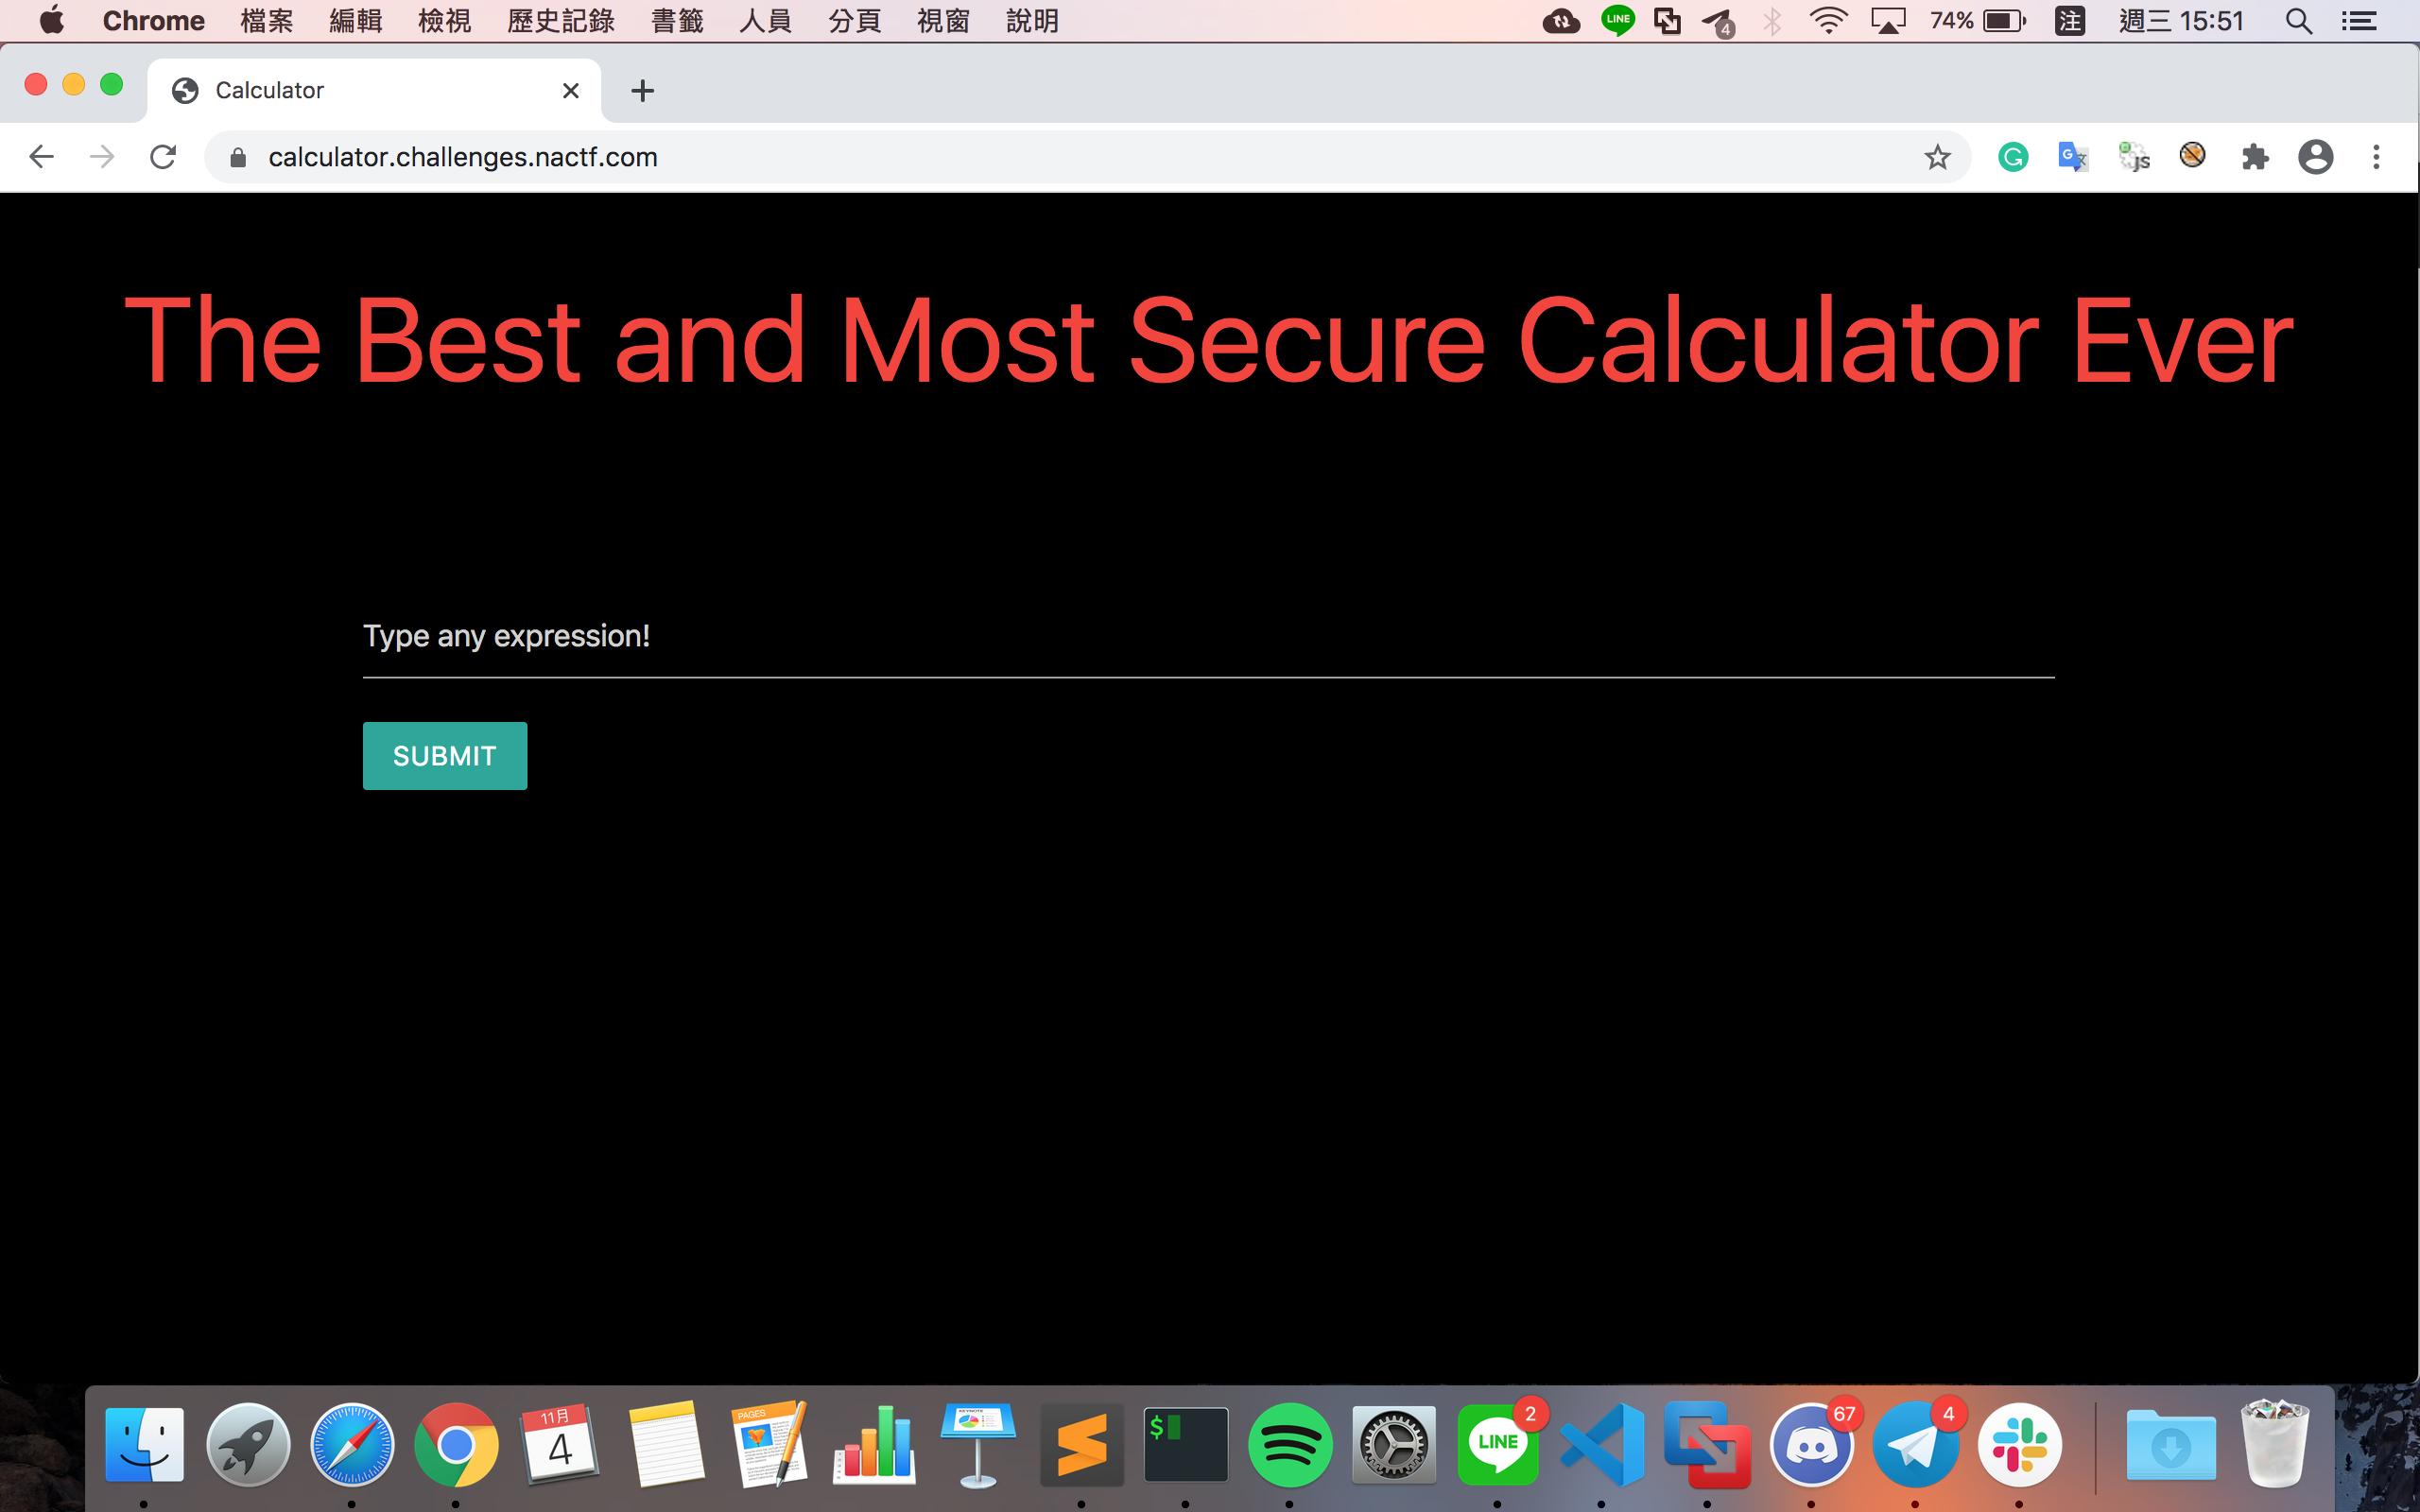 Chrome 檔案 編輯 檢視 歷史記錄 書籤 人員 分頁 視窗 說明 LINE 4 74% 注 週三 15:51
Calculator
calculator.challenges.nactf.com
The Best and Most Secure Calculator Ever
Type any expression!
SUBMIT
11月
4
PAGES
KEYNOTE
$
LINE
2
67
4